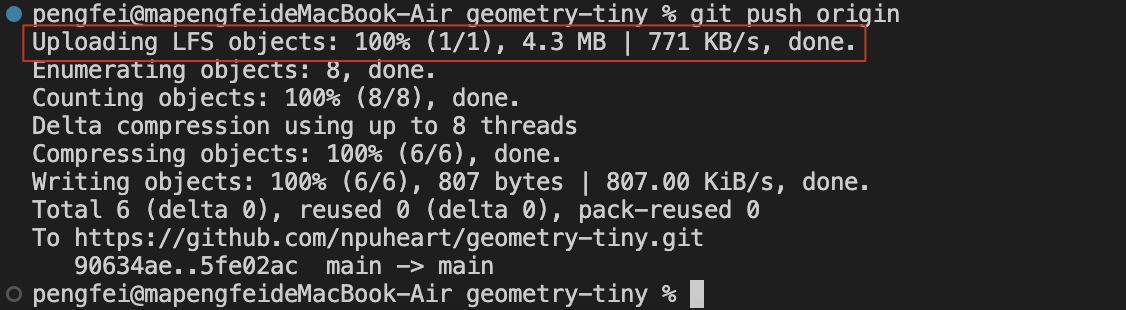 pengfei@mapengfeideMacBook-Air geometry-tiny % git push origin
Uploading LFS objects: 100% (1/1), 4.3 MB | 771 KB/s, done.
Enumerating objects: 8, done.
Counting objects: 100% (8/8), done.
Delta compression using up to 8 threads
Compressing objects: 100% (6/6), done.
Writing objects: 100% (6/6), 807 bytes | 807.00 KiB/s, done.
Total 6 (delta 0), reused 0 (delta 0), pack-reused 0
To https://github.com/npuheart/geometry-tiny.git
   90634ae..5fe02ac  main -> main
pengfei@mapengfeideMacBook-Air geometry-tiny %